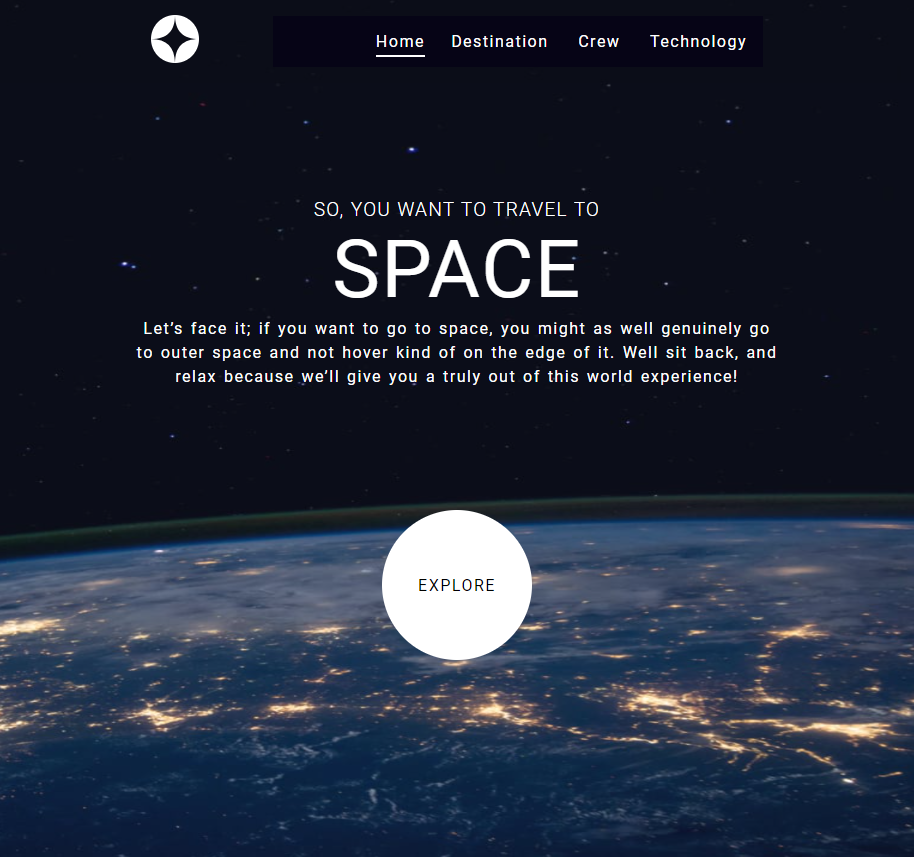 Home Destination Crew Technology
SO, YOU WANT TO TRAVEL TO
SPACE
Let’s face it; if you want to go to space, you might as well genuinely go
to outer space and not hover kind of on the edge of it. Well sit back, and
relax because we’ll give you a truly out of this world experience!
EXPLORE